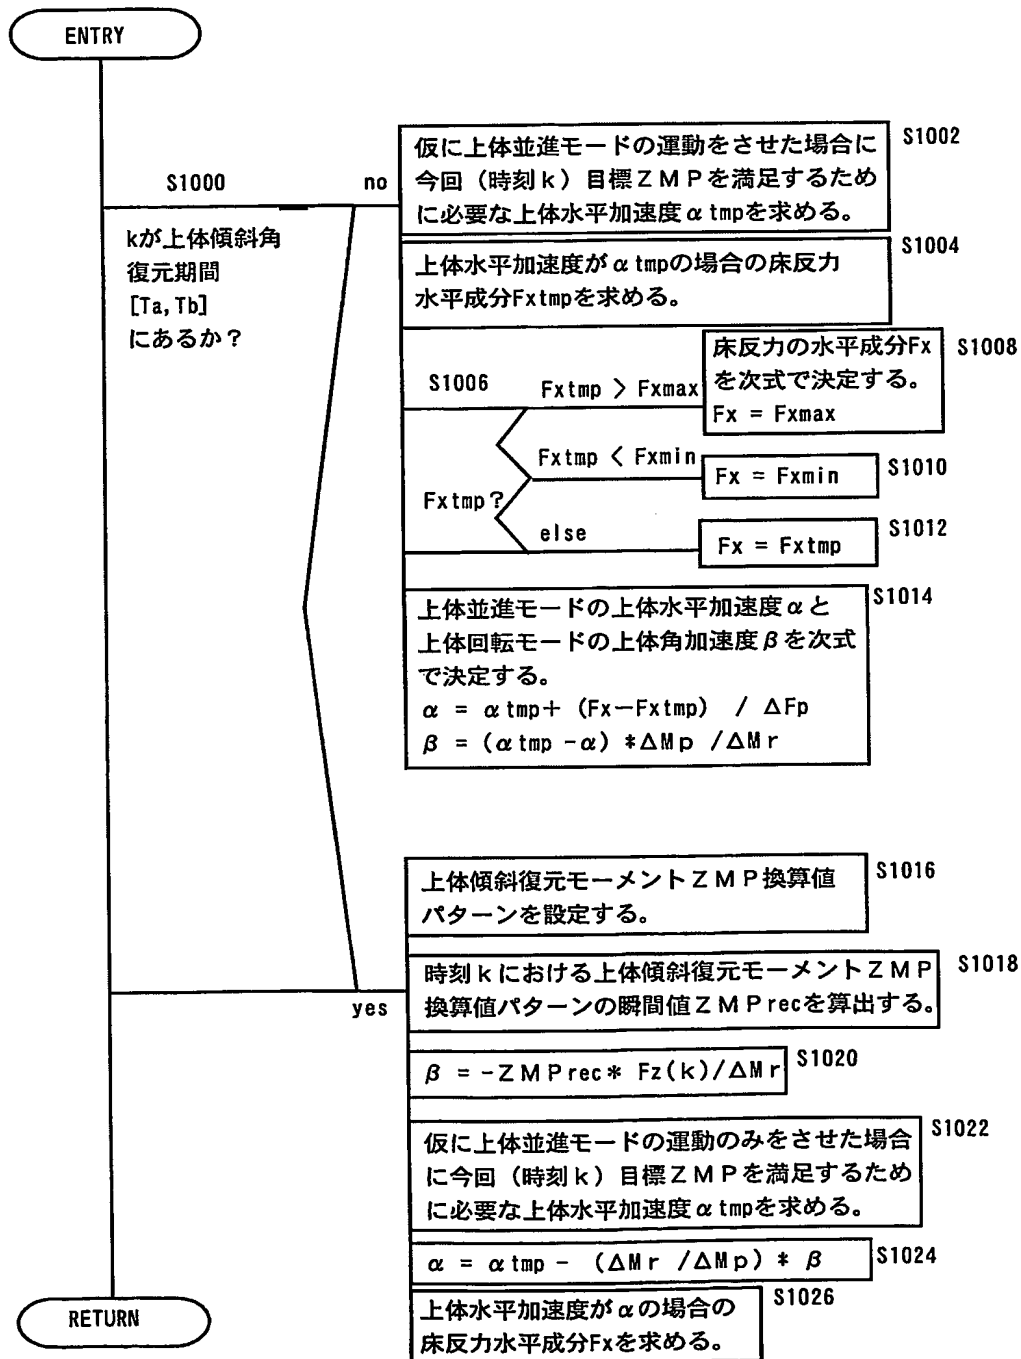 ENTRY
S1000
no
kが上体傾斜角
復元期間
[Ta,Tb]
にあるか？
仮に上体並進モードの運動をさせた場合に
今回（時刻ｋ）目標ＺＭＰを満足するため
に必要な上体水平加速度αtmpを求める。
S1002
上体水平加速度がαtmpの場合の床反力
水平成分Fxtmpを求める。
S1004
S1006
Fxtmp？
Fxtmp > Fxmax
床反力の水平成分Fx
を次式で決定する。
Fx = Fxmax
S1008
Fxtmp < Fxmin
Fx = Fxmin
S1010
else
Fx = Fxtmp
S1012
上体並進モードの上体水平加速度αと
上体回転モードの上体角加速度βを次式
で決定する。
α = αtmp＋ (Fx－Fxtmp) / ΔFp
β = (αtmp -α) *ΔMp /ΔMr
S1014
yes
上体傾斜復元モーメントＺＭＰ換算値
パターンを設定する。
S1016
時刻ｋにおける上体傾斜復元モーメントＺＭＰ
換算値パターンの瞬間値ＺＭＰrecを算出する。
S1018
β = -ＺＭＰrec* Fz(k)/ΔMr
S1020
仮に上体並進モードの運動のみをさせた場合
に今回（時刻ｋ）目標ＺＭＰを満足するため
に必要な上体水平加速度αtmpを求める。
S1022
α = αtmp - (ΔMr /ΔMp) * β
S1024
上体水平加速度がαの場合の
床反力水平成分Fxを求める。
S1026
RETURN